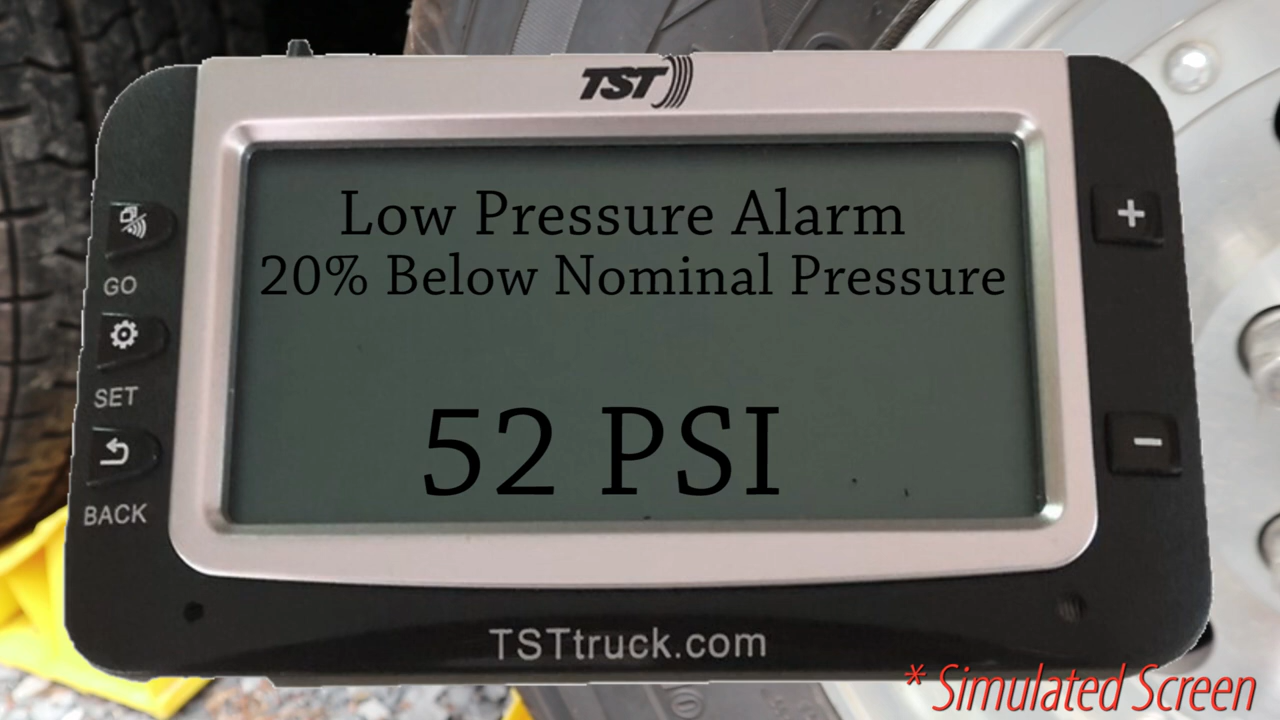 TST
Low Pressure Alarm
20% Below Nominal Pressure
52 PSI
GO
SET
BACK
+
−
TSTtruck.com
* Simulated Screen